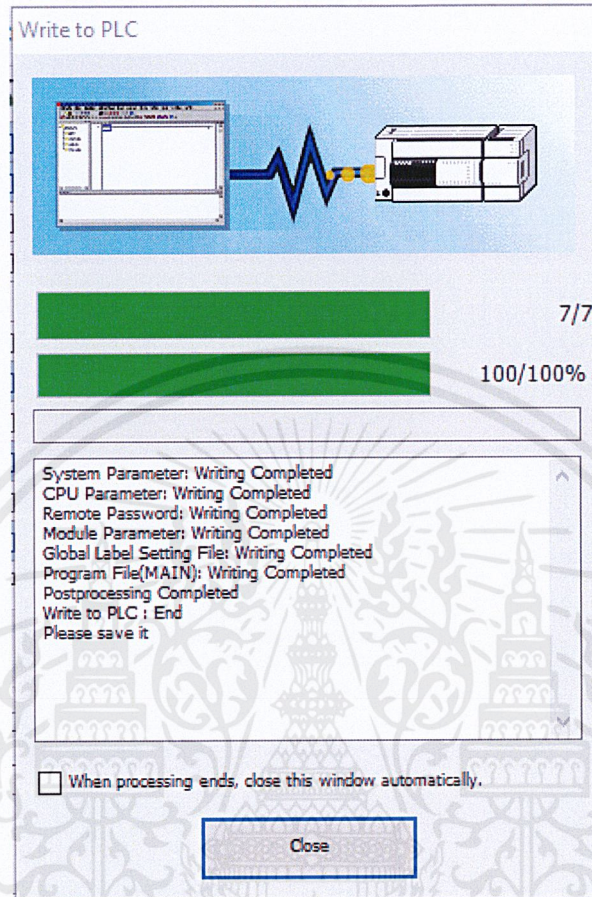 Write to PLC
7/7
100/100%
System Parameter: Writing Completed
CPU Parameter: Writing Completed
Remote Password: Writing Completed
Module Parameter: Writing Completed
Global Label Setting File: Writing Completed
Program File(MAIN): Writing Completed
Postprocessing Completed
Write to PLC : End
Please save it
When processing ends, close this window automatically.
Close